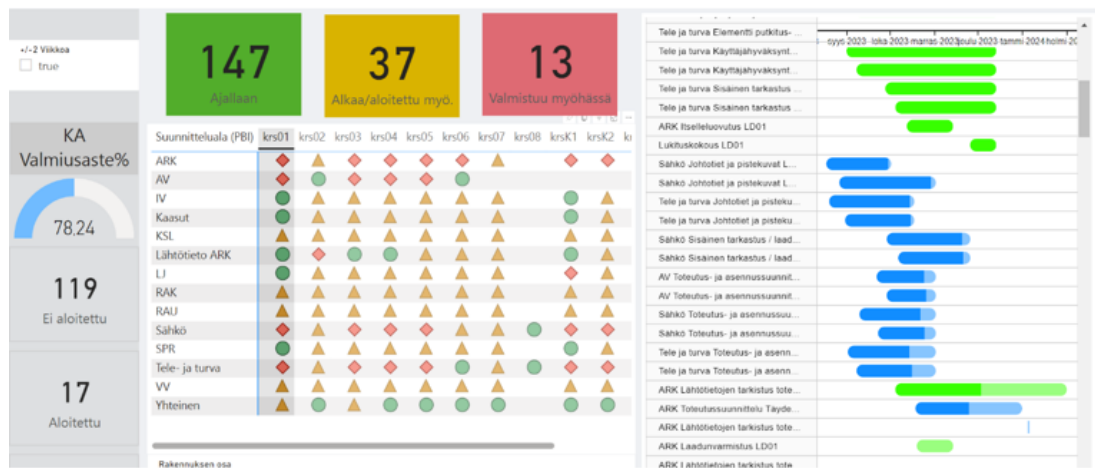 +/-2 Viikkoa
true
KA
Valmiusaste%
78,24
119
Ei aloitettu
17
Aloitettu
147
Ajallaan
37
Alkaa/aloitettu myö.
13
Valmistuu myöhässä
Suunnitteluala (PBI) krs01 krs02 krs03 krs04 krs05 krs06 krs07 krs08 krsK1 krsK2
ARK
AV
IV
Kaasut
KSL
Lähtötieto ARK
LJ
RAK
RAU
Sähkö
SPR
Tele- ja turva
VV
Yhteinen
Rakennuksen osa
syys 2023 loka 2023 marras 2023 joulu 2023 tammi 2024
Tele ja turva Elementti putkitus- ...
Tele ja turva Käyttäjähyväksynt...
Tele ja turva Käyttäjähyväksynt...
Tele ja turva Sisäinen tarkastus ...
Tele ja turva Sisäinen tarkastus ...
ARK Itselleluovutus LD01
Lukituskokous LD01
Sähkö Johtotiet ja pistekuvat L...
Sähkö Johtotiet ja pistekuvat L...
Tele ja turva Johtotiet ja pisteku...
Tele ja turva Johtotiet ja pisteku...
Sähkö Sisäinen tarkastus / laad...
Sähkö Sisäinen tarkastus / laad...
AV Toteutus- ja asennussuunnit...
AV Toteutus- ja asennussuunnit...
Sähkö Toteutus- ja asennussuu...
Sähkö Toteutus- ja asennussuu...
Tele ja turva Toteutus- ja asenn...
Tele ja turva Toteutus- ja asenn...
ARK Lähtötietojen tarkistus tote...
ARK Toteutussuunnittelu Täyde...
ARK Lähtötietojen tarkistus tote...
ARK Laadunvarmistus LD01
ARK Lähtötietojen tarkistus tote...